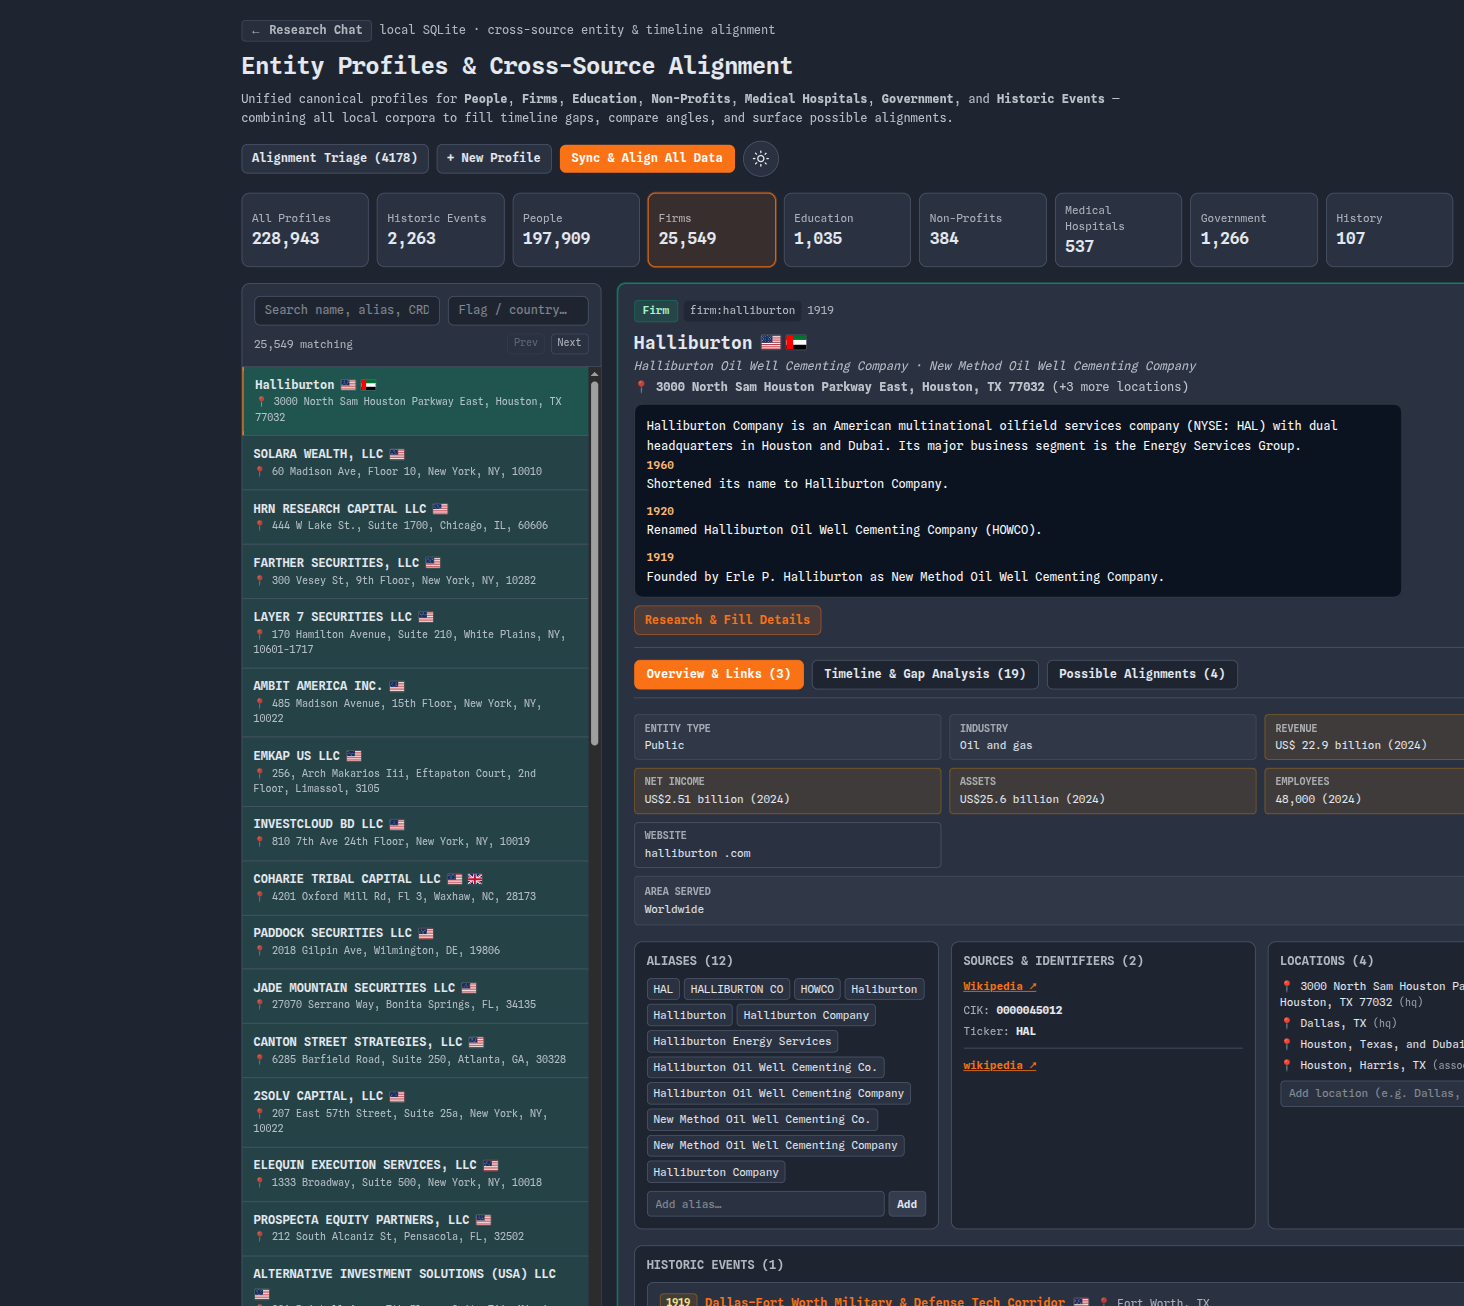 ← Research Chat local SQLite · cross-source entity & timeline alignment
Entity Profiles & Cross-Source Alignment
Unified canonical profiles for People, Firms, Education, Non-Profits, Medical Hospitals, Government, and Historic Events —
combining all local corpora to fill timeline gaps, compare angles, and surface possible alignments.
Alignment Triage (4178) + New Profile Sync & Align All Data
All Profiles
228,943
Historic Events
2,263
People
197,909
Firms
25,549
Education
1,035
Non-Profits
384
Medical
Hospitals
537
Government
1,266
History
107
Search name, alias, CRD Flag / country…
25,549 matching Prev Next
Halliburton
3000 North Sam Houston Parkway East, Houston, TX
77032
SOLARA WEALTH, LLC
60 Madison Ave, Floor 10, New York, NY, 10010
HRN RESEARCH CAPITAL LLC
444 W Lake St., Suite 1700, Chicago, IL, 60606
FARTHER SECURITIES, LLC
300 Vesey St, 9th Floor, New York, NY, 10282
LAYER 7 SECURITIES LLC
170 Hamilton Avenue, Suite 210, White Plains, NY,
10601-1717
AMBIT AMERICA INC.
485 Madison Avenue, 15th Floor, New York, NY,
10022
EMKAP US LLC
256, Arch Makarios Iii, Eftapaton Court, 2nd
Floor, Limassol, 3105
INVESTCLOUD BD LLC
810 7th Ave 24th Floor, New York, NY, 10019
COHARIE TRIBAL CAPITAL LLC
4201 Oxford Mill Rd, Fl 3, Waxhaw, NC, 28173
PADDOCK SECURITIES LLC
2018 Gilpin Ave, Wilmington, DE, 19806
JADE MOUNTAIN SECURITIES LLC
27070 Serrano Way, Bonita Springs, FL, 34135
CANTON STREET STRATEGIES, LLC
6285 Barfield Road, Suite 250, Atlanta, GA, 30328
2SOLV CAPITAL, LLC
207 East 57th Street, Suite 25a, New York, NY,
10022
ELEQUIN EXECUTION SERVICES, LLC
1333 Broadway, Suite 500, New York, NY, 10018
PROSPECTA EQUITY PARTNERS, LLC
212 South Alcaniz St, Pensacola, FL, 32502
ALTERNATIVE INVESTMENT SOLUTIONS (USA) LLC
Firm firm:halliburton 1919
Halliburton
Halliburton Oil Well Cementing Company · New Method Oil Well Cementing Company
3000 North Sam Houston Parkway East, Houston, TX 77032 (+3 more locations)
Halliburton Company is an American multinational oilfield services company (NYSE: HAL) with dual
headquarters in Houston and Dubai. Its major business segment is the Energy Services Group.
1960
Shortened its name to Halliburton Company.
1920
Renamed Halliburton Oil Well Cementing Company (HOWCO).
1919
Founded by Erle P. Halliburton as New Method Oil Well Cementing Company.
Research & Fill Details
Overview & Links (3) Timeline & Gap Analysis (19) Possible Alignments (4)
ENTITY TYPE
Public
INDUSTRY
Oil and gas
REVENUE
US$ 22.9 billion (2024)
NET INCOME
US$2.51 billion (2024)
ASSETS
US$25.6 billion (2024)
EMPLOYEES
48,000 (2024)
WEBSITE
halliburton .com
AREA SERVED
Worldwide
ALIASES (12)
HAL HALLIBURTON CO HOWCO Haliburton
Halliburton Halliburton Company
Halliburton Energy Services
Halliburton Oil Well Cementing Co.
Halliburton Oil Well Cementing Company
New Method Oil Well Cementing Co.
New Method Oil Well Cementing Company
Halliburton Company
Add alias… Add
SOURCES & IDENTIFIERS (2)
Wikipedia ↗
CIK: 0000045012
Ticker: HAL
wikipedia ↗
LOCATIONS (4)
3000 North Sam Houston Pa
Houston, TX 77032 (hq)
Dallas, TX (hq)
Houston, Texas, and Dubai
Houston, Harris, TX (asso
Add location (e.g. Dallas,
HISTORIC EVENTS (1)
1919 Dallas-Fort Worth Military & Defense Tech Corridor Fort Worth, TX